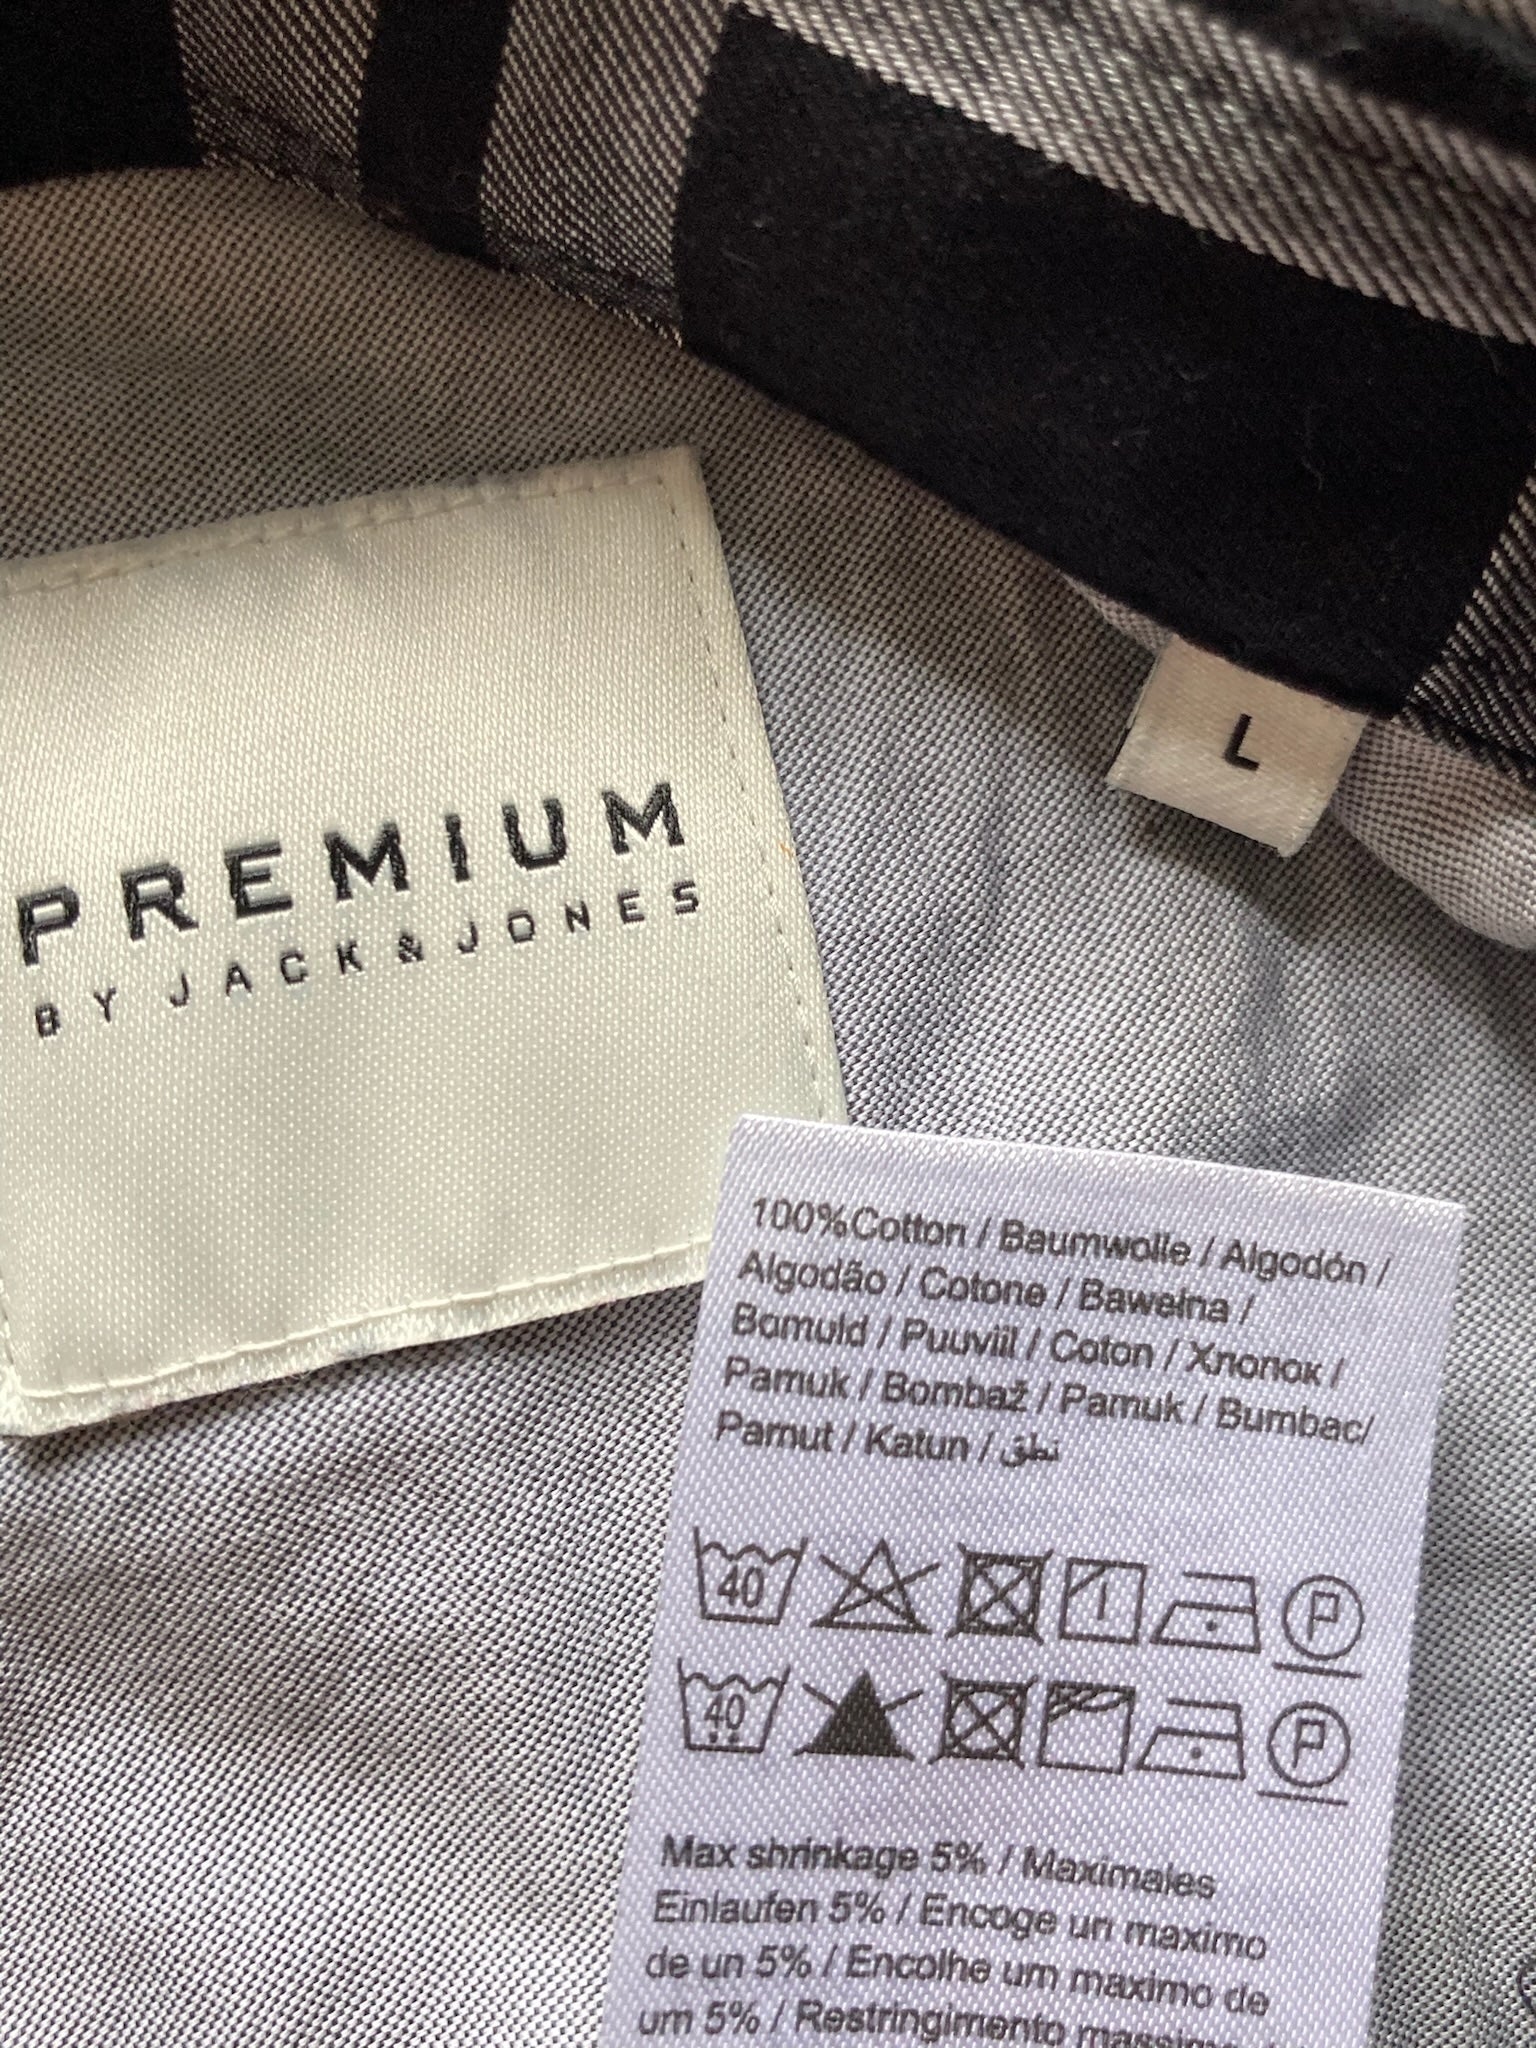 PREMIUM
BY JACK & JONES
L
100%Cotton / Baumwolle / Algodón /
Algodão / Cotone / Bawełna /
Bomuld / Puuvill / Coton / Хлопок /
Pamuk / Bombaž / Pamuk / Bumbac/
Pamut / Katun / نطق
40
P
40
P
Max shrinkage 5% / Maximales
Einlaufen 5% / Encoge un maximo
de un 5% / Encolhe um maximo de
um 5% / Restringimento massimo